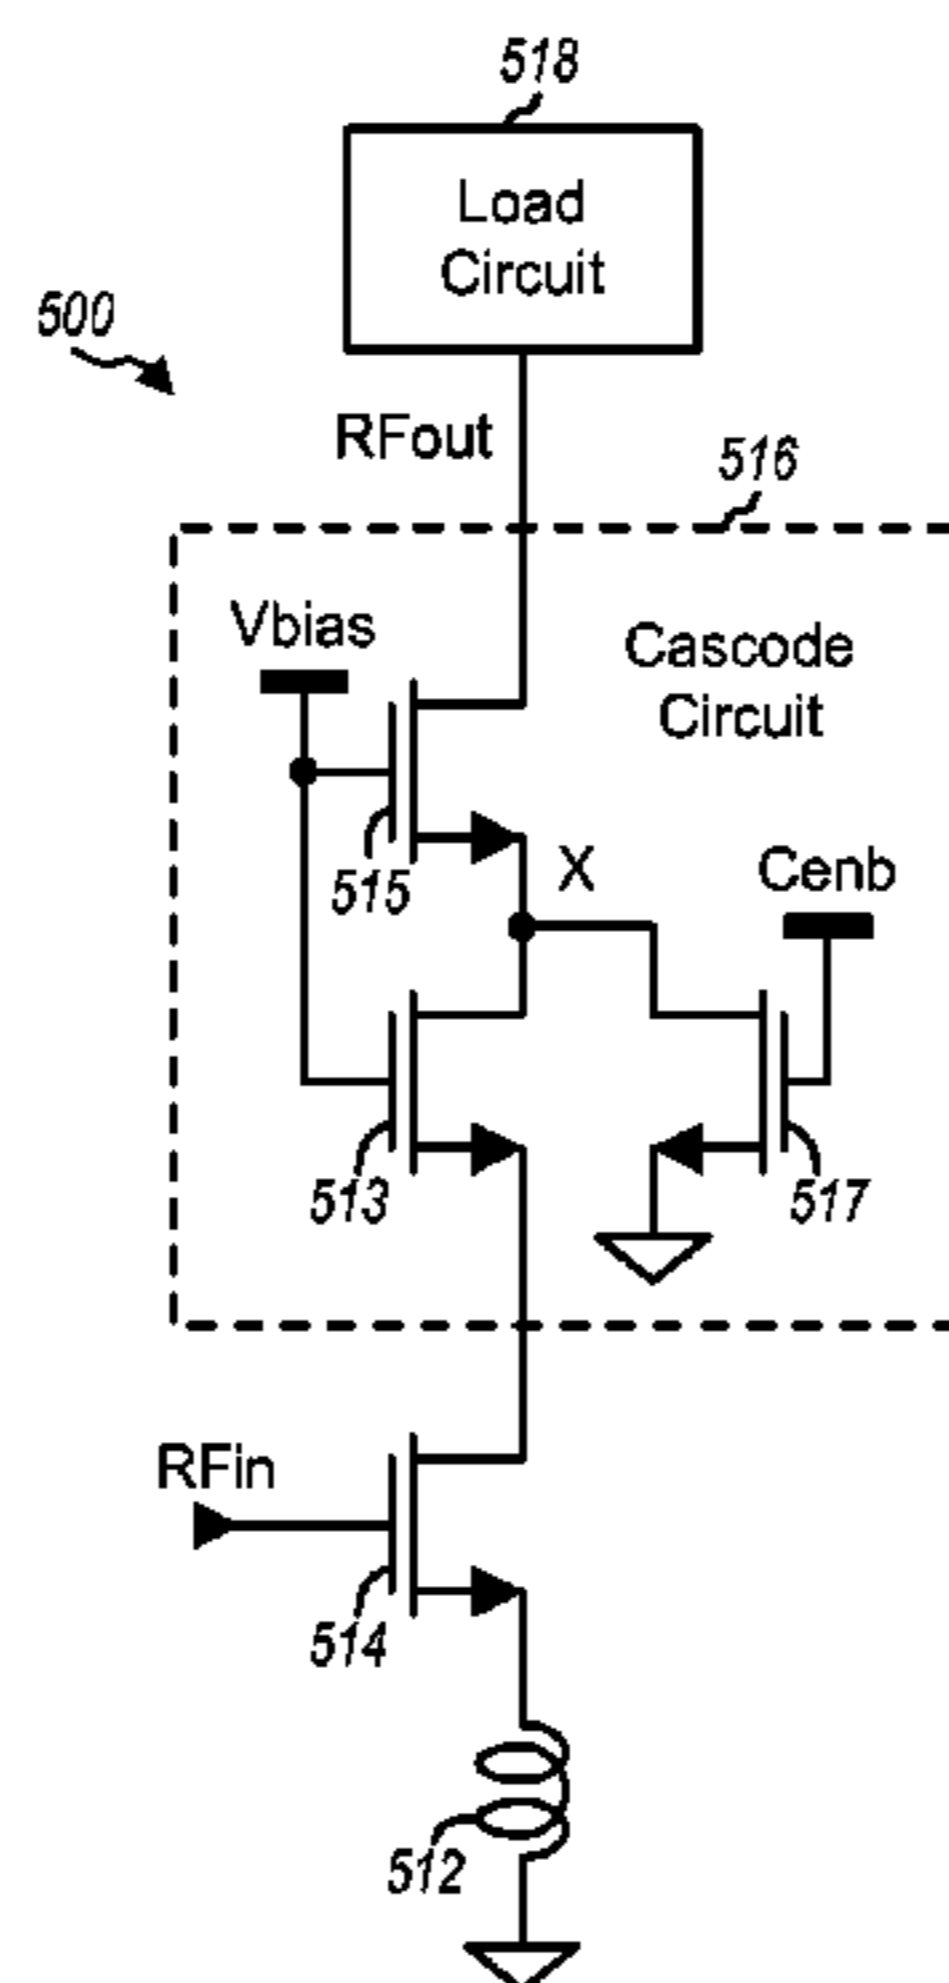 518
Load
Circuit
500
RFout
516
Vbias
Cascode
Circuit
515
X
Cenb
513
517
RFin
514
512